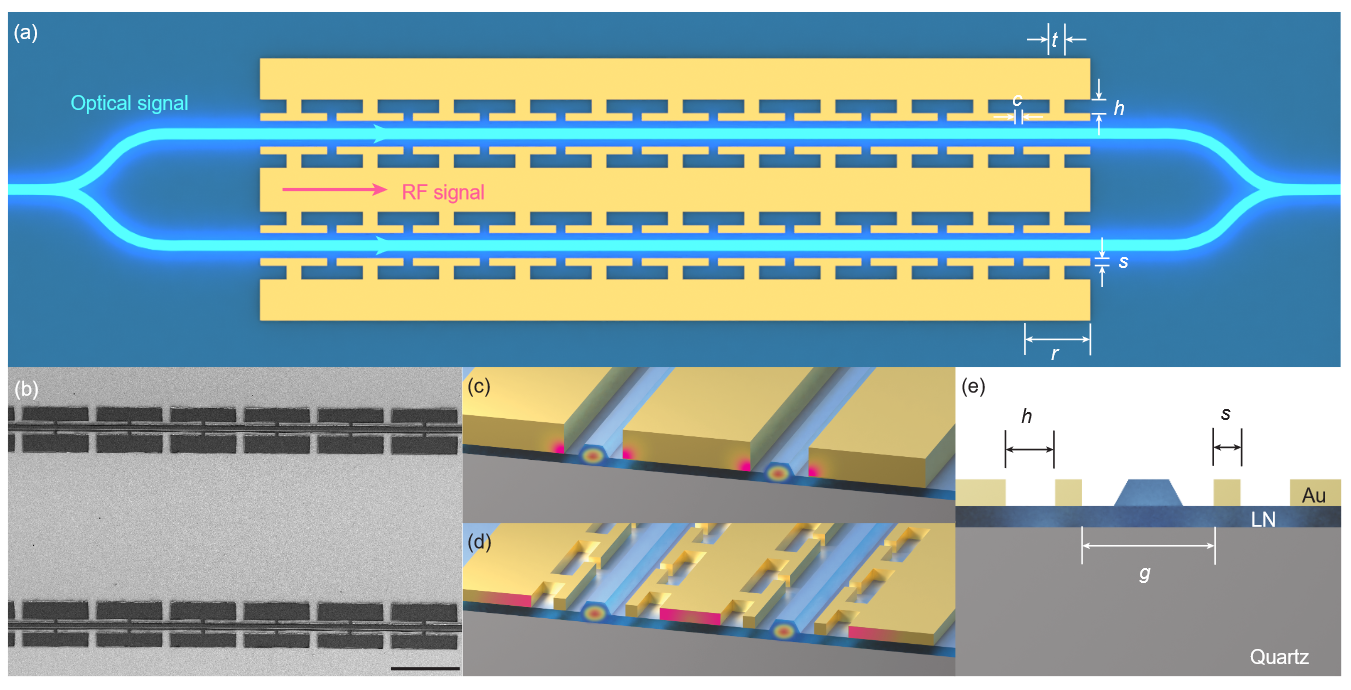 (a)
t
Optical signal
c
h
RF signal
s
r
(b)
(c)
(d)
(e)
h
s
Au
LN
g
Quartz